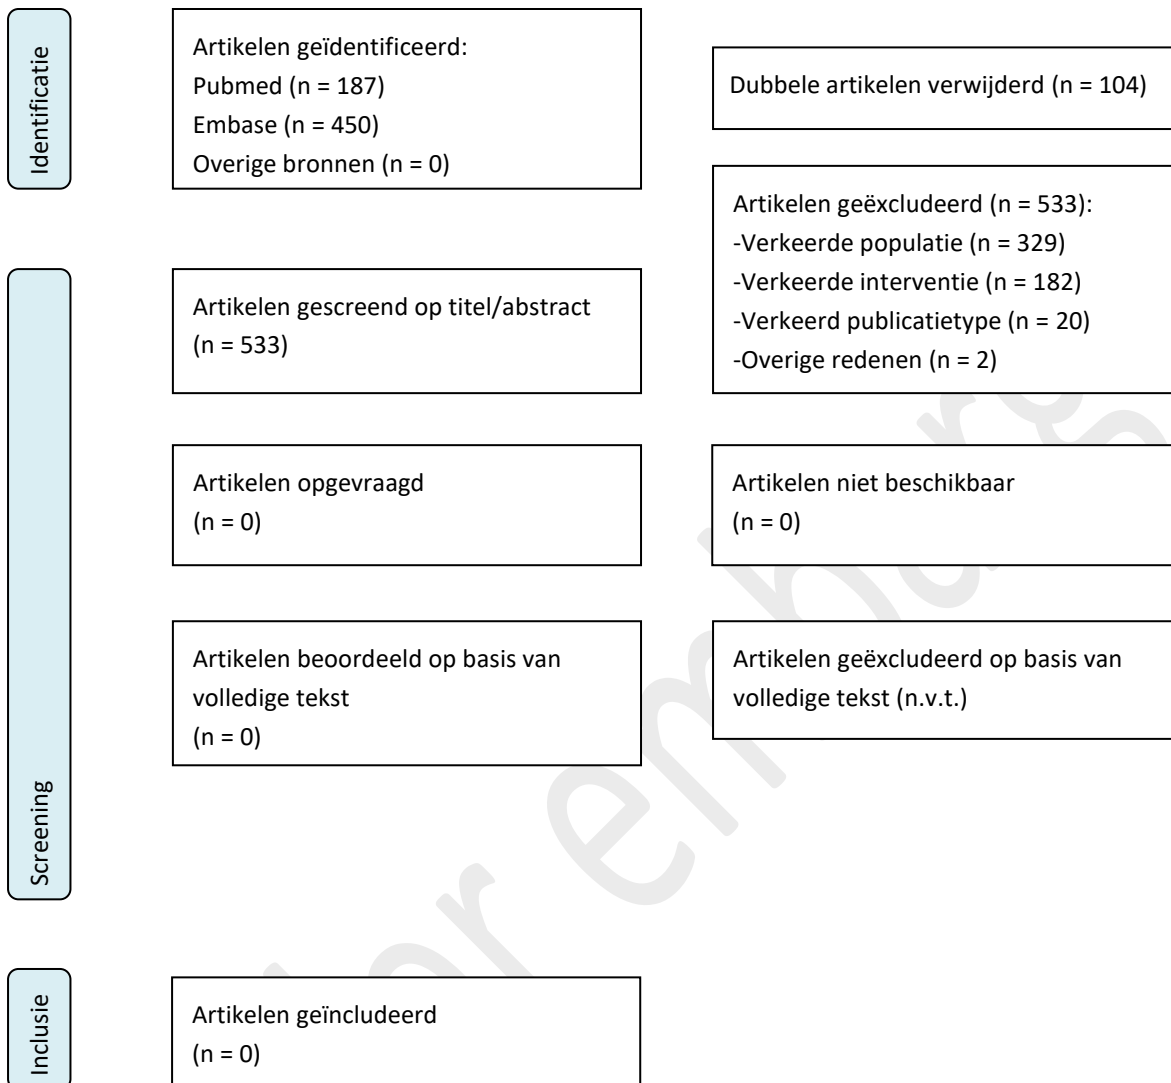 Identificatie
Artikelen geïdentificeerd:
Pubmed (n = 187)
Embase (n = 450)
Overige bronnen (n = 0)
Dubbele artikelen verwijderd (n = 104)
Artikelen geëxcludeerd (n = 533):
-Verkeerde populatie (n = 329)
-Verkeerde interventie (n = 182)
-Verkeerd publicatietype (n = 20)
-Overige redenen (n = 2)
Screening
Artikelen gescreend op titel/abstract
(n = 533)
Artikelen opgevraagd
(n = 0)
Artikelen niet beschikbaar
(n = 0)
Artikelen beoordeeld op basis van
volledige tekst
(n = 0)
Artikelen geëxcludeerd op basis van
volledige tekst (n.v.t.)
Inclusie
Artikelen geïncludeerd
(n = 0)